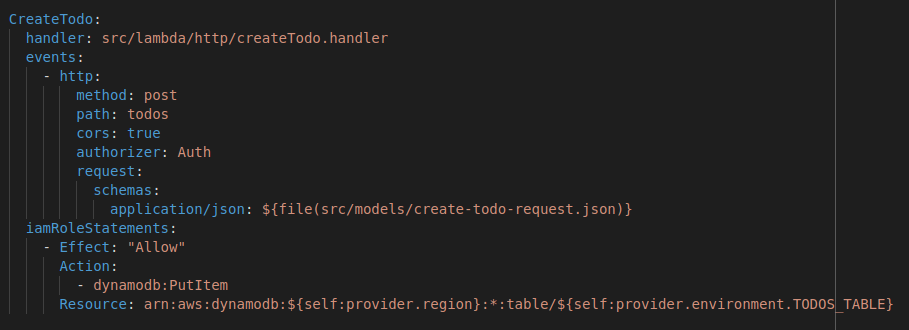 CreateTodo:
  handler: src/lambda/http/createTodo.handler
  events:
    - http:
        method: post
        path: todos
        cors: true
        authorizer: Auth
        request:
          schemas:
            application/json: ${file(src/models/create-todo-request.json)}
  iamRoleStatements:
    - Effect: "Allow"
      Action:
        - dynamodb:PutItem
      Resource: arn:aws:dynamodb:${self:provider.region}:*:table/${self:provider.environment.TODOS_TABLE}